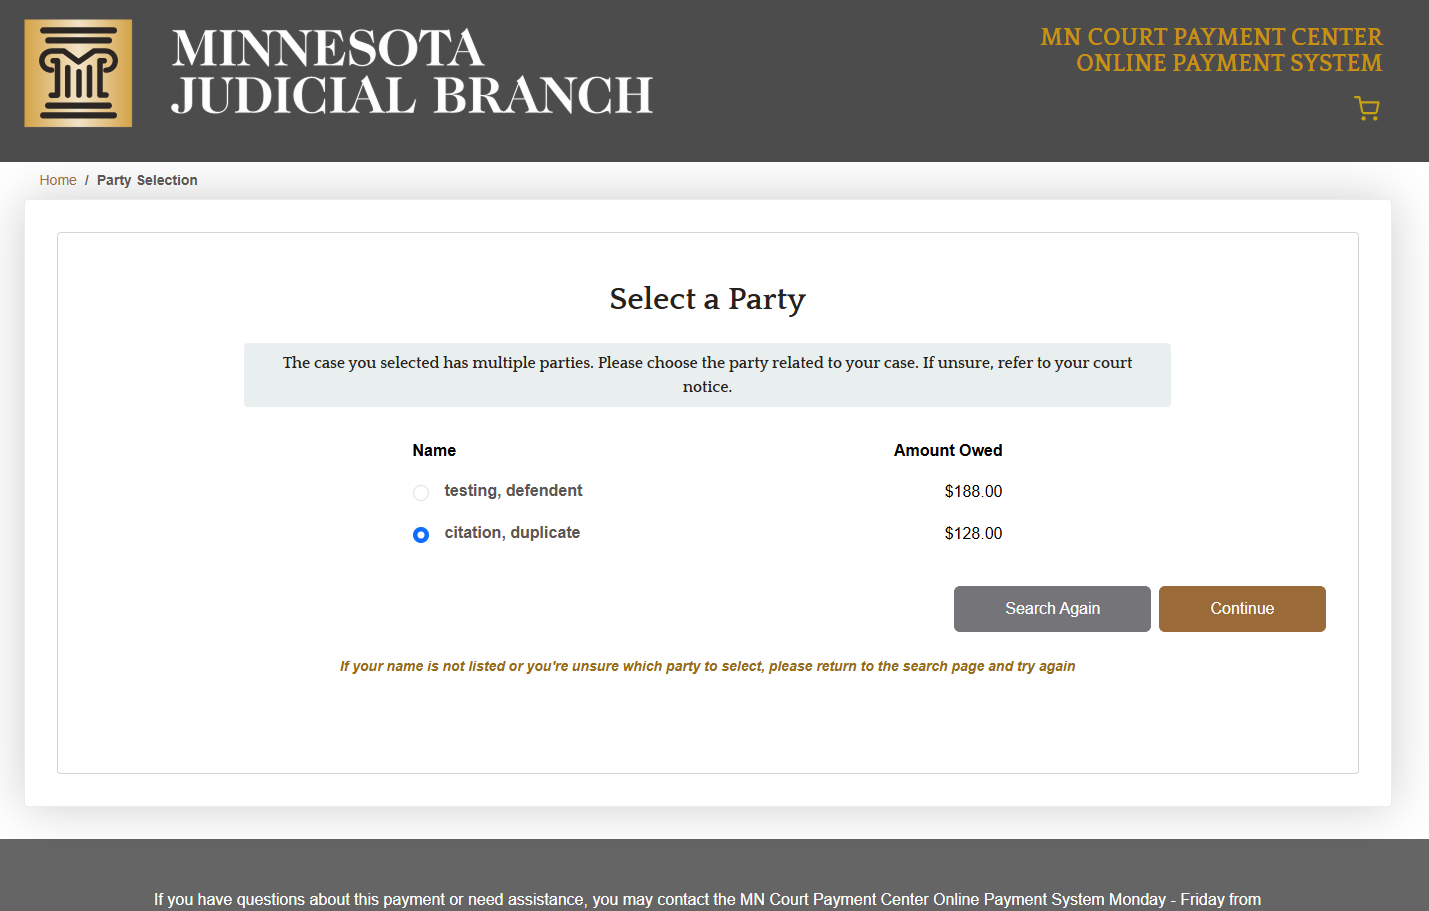 MINNESOTA
JUDICIAL BRANCH
MN COURT PAYMENT CENTER
ONLINE PAYMENT SYSTEM
Home / Party Selection
Select a Party
The case you selected has multiple parties. Please choose the party related to your case. If unsure, refer to your court
notice.
Name Amount Owed
testing, defendent $188.00
citation, duplicate $128.00
Search Again Continue
If your name is not listed or you're unsure which party to select, please return to the search page and try again
If you have questions about this payment or need assistance, you may contact the MN Court Payment Center Online Payment System Monday - Friday from